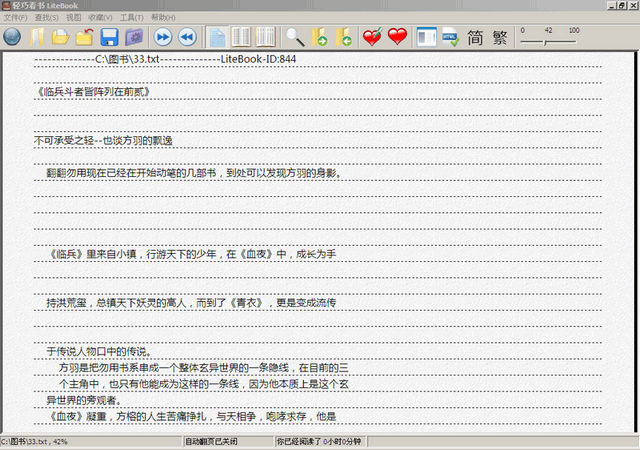 轻巧看书 LiteBook
文件(F) 查找(S) 视图 收藏(V) 工具(T) 帮助(H)
简 繁 0 42 100
--------------C:\图书\33.txt--------------LiteBook-ID:844
《临兵斗者皆阵列在前贰》
不可承受之轻--也谈方羽的飘逸
翻翻勿用现在已经在开始动笔的几部书，到处可以发现方羽的身影。
《临兵》里来自小镇，行游天下的少年，在《血夜》中，成长为手
持洪荒玺，总镇天下妖灵的高人，而到了《青衣》，更是变成流传
于传说人物口中的传说。
方羽是把勿用书系串成一个整体玄异世界的一条隐线，在目前的三
个主角中，也只有他能成为这样的一条线，因为他本质上是这个玄
异世界的旁观者。
《血夜》凝重，方榕的人生苦痛挣扎，与天相争，咆哮求存，他是
C:\图书\33.txt , 42% 自动翻页已关闭 你已经阅读了 0小时0分钟